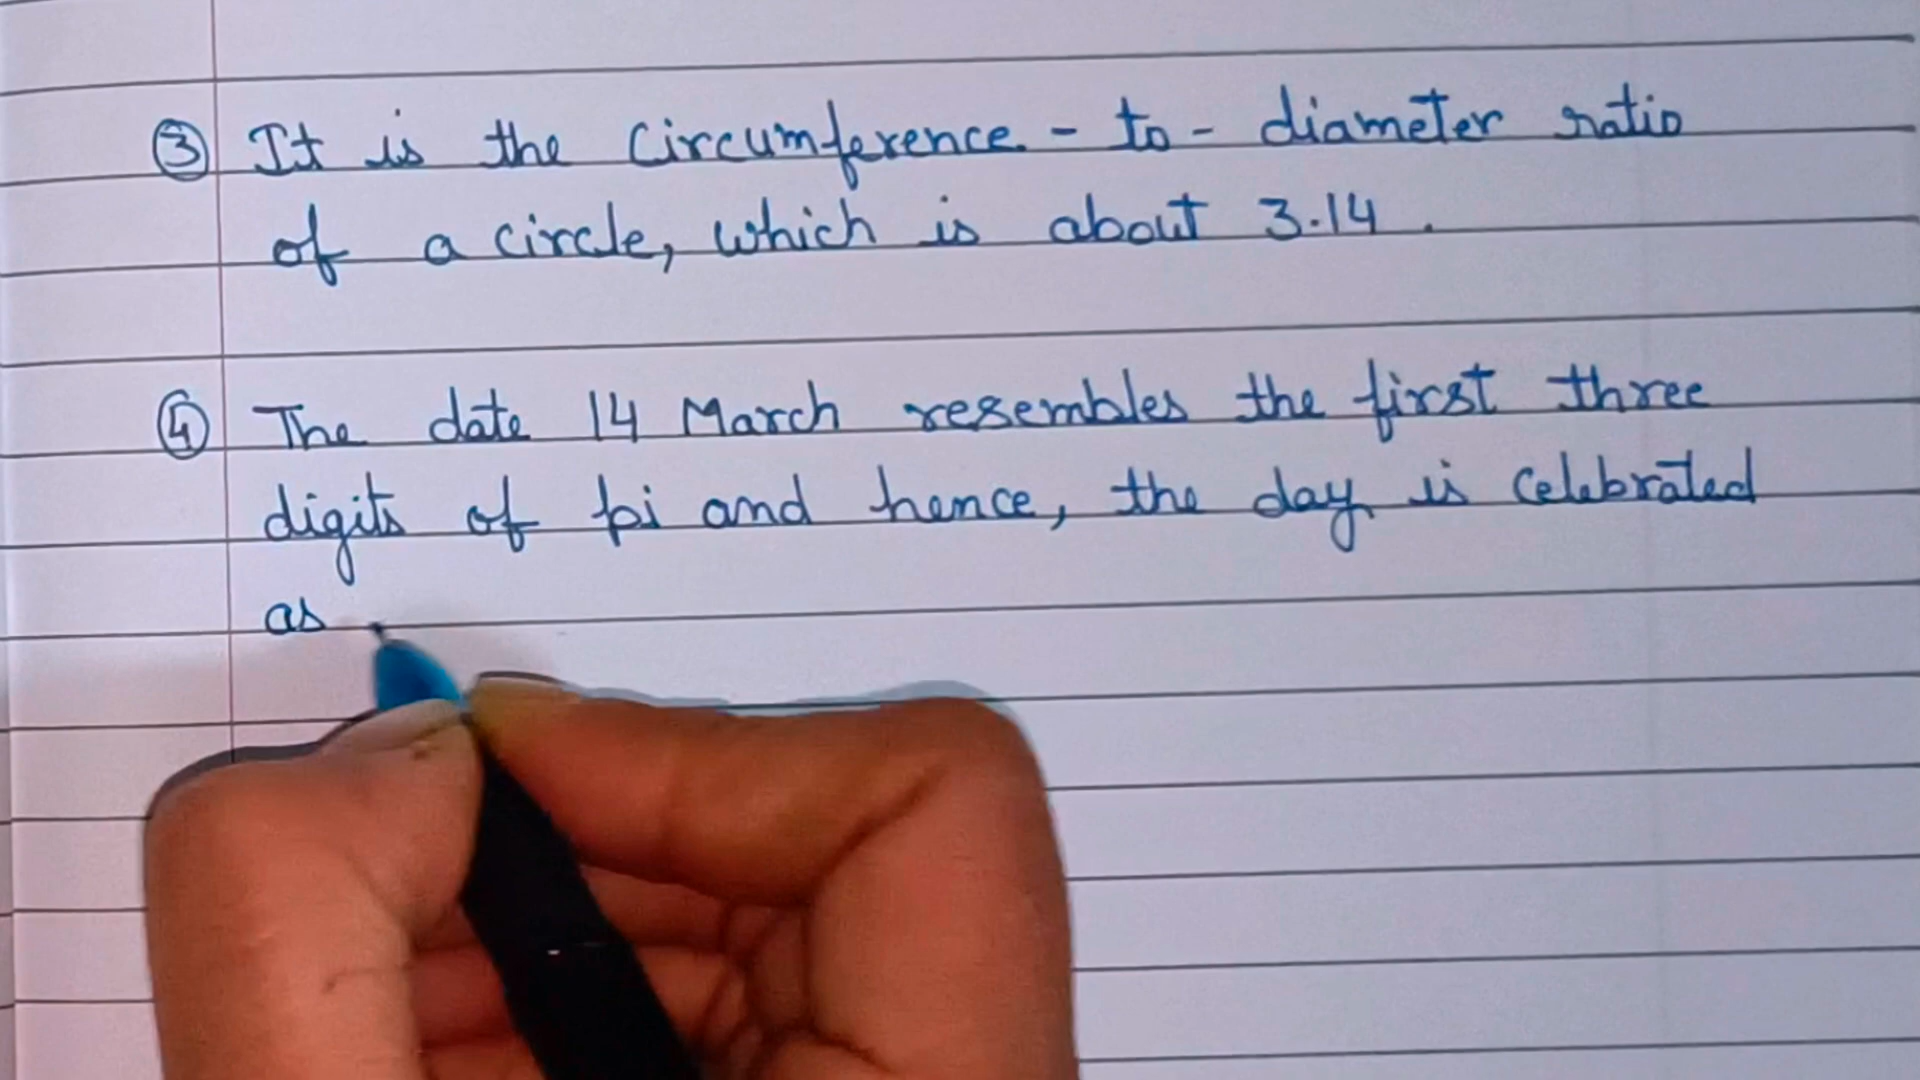 ③ It is the circumference - to - diameter ratio
of a circle, which is about 3.14 .
④ The date 14 March resembles the first three
digits of pi and hence, the day is celebrated
as